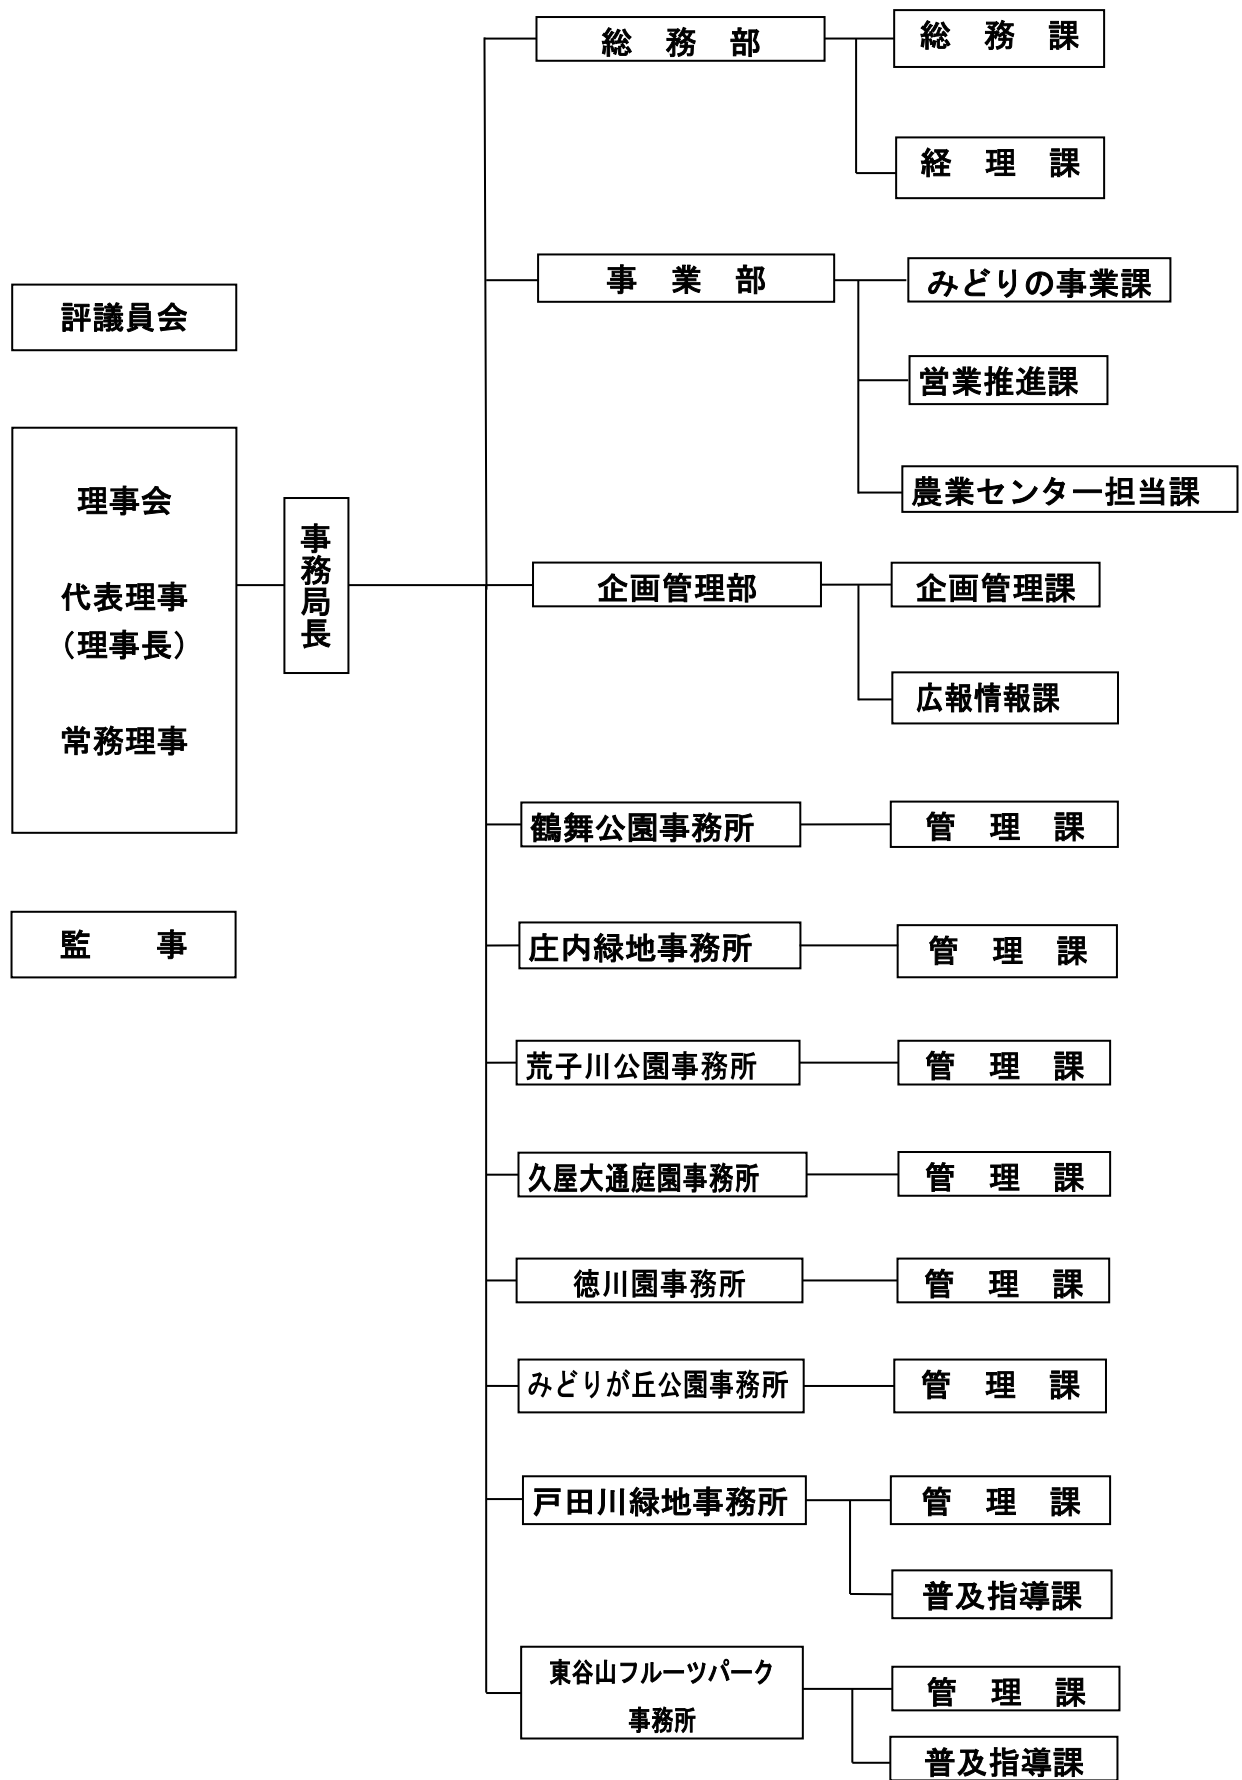 総　務　部
総　務　課
経　理　課
事　業　部
みどりの事業課
営業推進課
農業センター担当課
評議員会
理事会
代表理事
（理事長）
常務理事
事務局長
企画管理部
企画管理課
広報情報課
鶴舞公園事務所
管　理　課
監　　事
庄内緑地事務所
管　理　課
荒子川公園事務所
管　理　課
久屋大通庭園事務所
管　理　課
徳川園事務所
管　理　課
みどりが丘公園事務所
管　理　課
戸田川緑地事務所
管　理　課
普及指導課
東谷山フルーツパーク
事務所
管　理　課
普及指導課